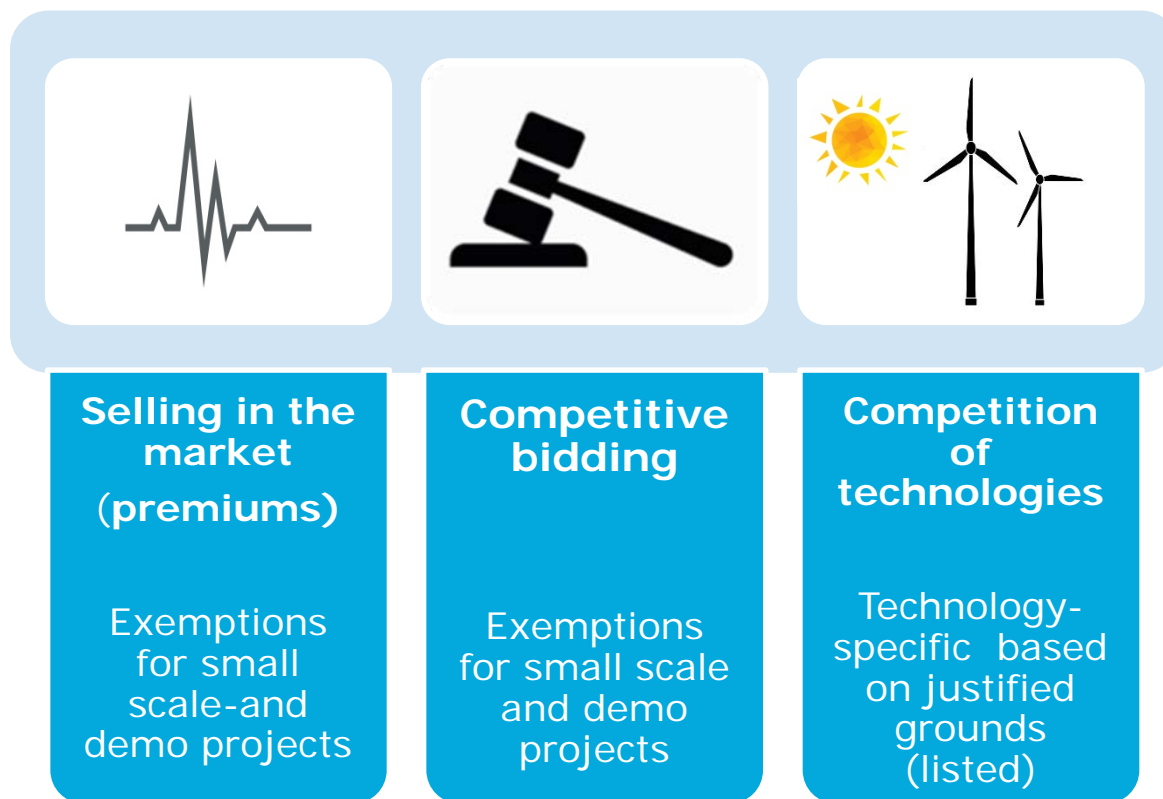 Selling in the
market
(premiums)
Exemptions
for small
scale-and
demo projects
Competitive
bidding
Exemptions
for small scale
and demo
projects
Competition
of
technologies
Technology-
specific based
on justified
grounds
(listed)